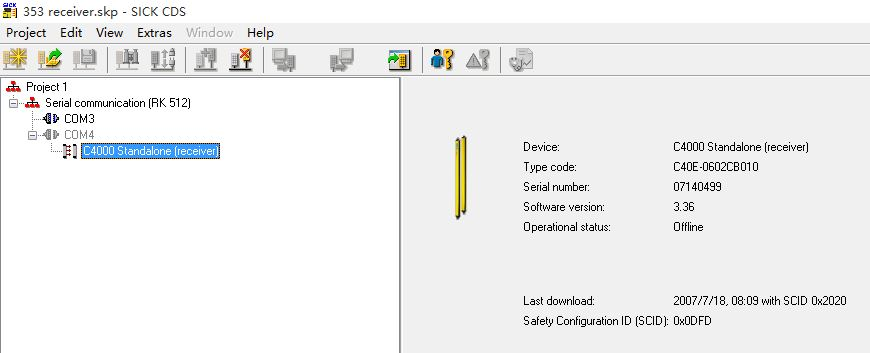 353 receiver.skp - SICK CDS
Project Edit View Extras Window Help
Project 1
Serial communication (RK 512)
COM3
COM4
C4000 Standalone (receiver)
Device: C4000 Standalone (receiver)
Type code: C40E-0602CB010
Serial number: 07140499
Software version: 3.36
Operational status: Offline
Last download: 2007/7/18, 08:09 with SCID 0x2020
Safety Configuration ID (SCID): 0x0DFD